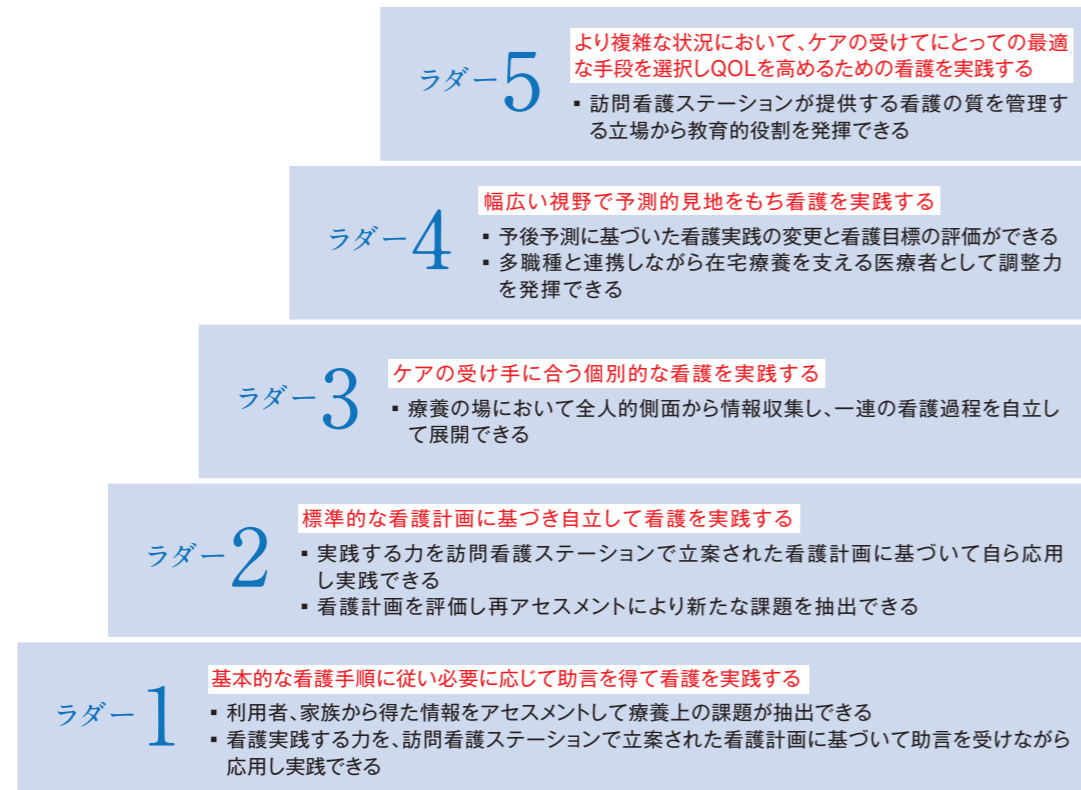 ラダー5
より複雑な状況において、ケアの受けてにとっての最適
な手段を選択しQOLを高めるための看護を実践する
▪ 訪問看護ステーションが提供する看護の質を管理す
る立場から教育的役割を発揮できる
ラダー4
幅広い視野で予測的見地をもち看護を実践する
▪ 予後予測に基づいた看護実践の変更と看護目標の評価ができる
▪ 多職種と連携しながら在宅療養を支える医療者として調整力
を発揮できる
ラダー3
ケアの受け手に合う個別的な看護を実践する
▪ 療養の場において全人的側面から情報収集し、一連の看護過程を自立し
て展開できる
ラダー2
標準的な看護計画に基づき自立して看護を実践する
▪ 実践する力を訪問看護ステーションで立案された看護計画に基づいて自ら応用
し実践できる
▪ 看護計画を評価し再アセスメントにより新たな課題を抽出できる
ラダー1
基本的な看護手順に従い必要に応じて助言を得て看護を実践する
▪ 利用者、家族から得た情報をアセスメントして療養上の課題が抽出できる
▪ 看護実践する力を、訪問看護ステーションで立案された看護計画に基づいて助言を受けながら
応用し実践できる